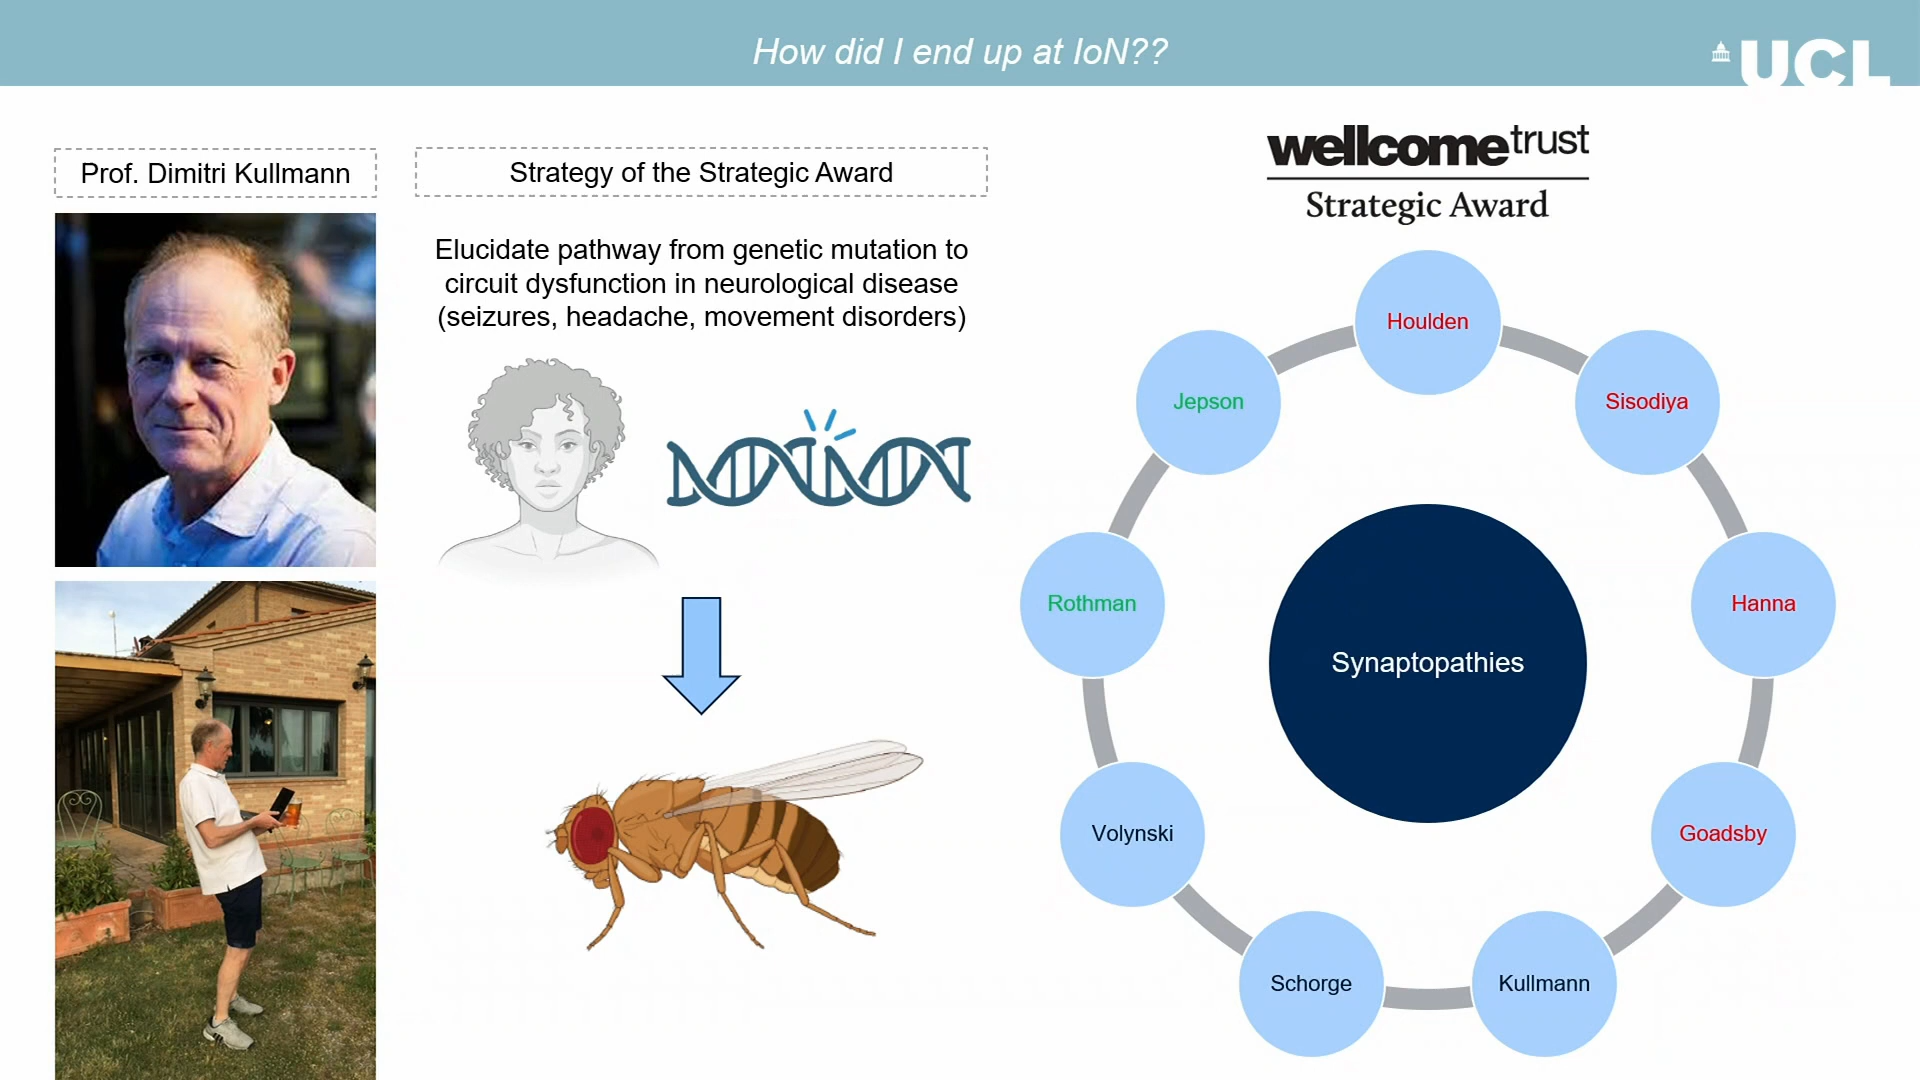 How did I end up at IoN??
UCL
Prof. Dimitri Kullmann
Strategy of the Strategic Award
Elucidate pathway from genetic mutation to
circuit dysfunction in neurological disease
(seizures, headache, movement disorders)
wellcometrust
Strategic Award
Houlden
Sisodiya
Hanna
Goadsby
Kullmann
Schorge
Volynski
Rothman
Jepson
Synaptopathies